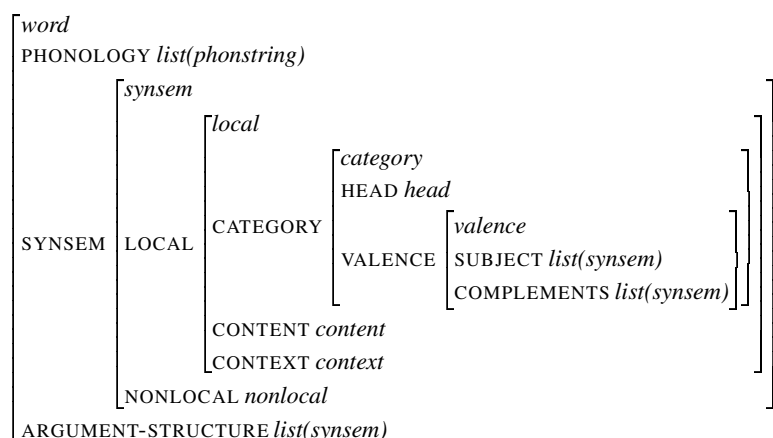 word
PHONOLOGY list(phonstring)
synsem
local
category
HEAD head
CATEGORY
valence
SYNSEM LOCAL VALENCE SUBJECT list(synsem)
COMPLEMENTS list(synsem)
CONTENT content
CONTEXT context
NONLOCAL nonlocal
ARGUMENT-STRUCTURE list(synsem)